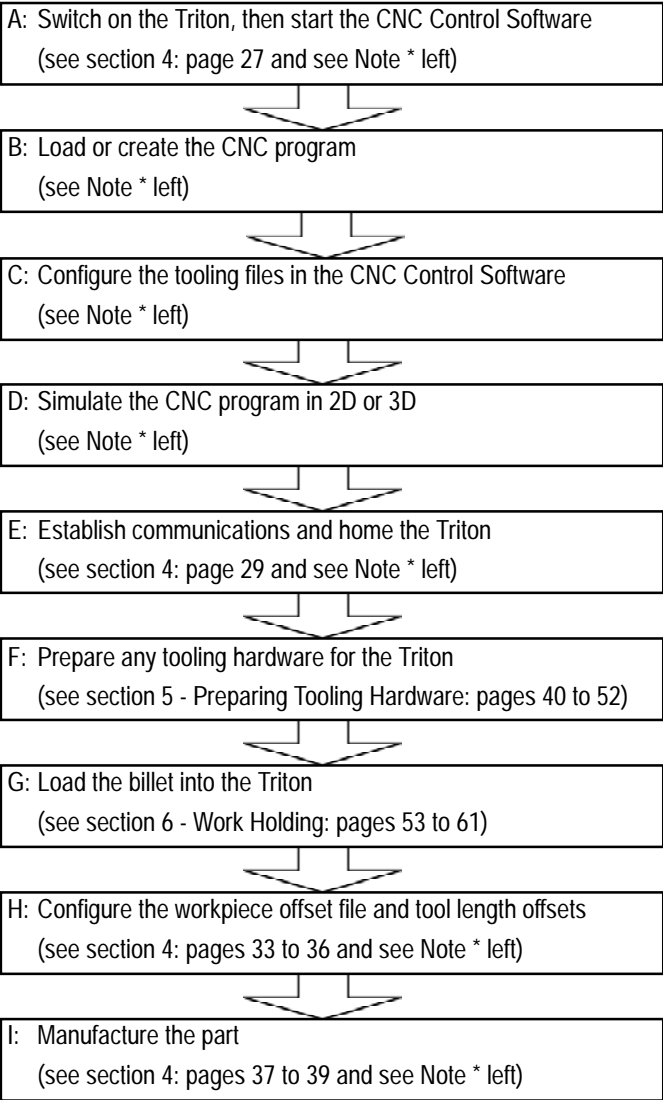 A: Switch on the Triton, then start the CNC Control Software
(see section 4: page 27 and see Note * left)
B: Load or create the CNC program
(see Note * left)
C: Configure the tooling files in the CNC Control Software
(see Note * left)
D: Simulate the CNC program in 2D or 3D
(see Note * left)
E: Establish communications and home the Triton
(see section 4: page 29 and see Note * left)
F: Prepare any tooling hardware for the Triton
(see section 5 - Preparing Tooling Hardware: pages 40 to 52)
G: Load the billet into the Triton
(see section 6 - Work Holding: pages 53 to 61)
H: Configure the workpiece offset file and tool length offsets
(see section 4: pages 33 to 36 and see Note * left)
I: Manufacture the part
(see section 4: pages 37 to 39 and see Note * left)